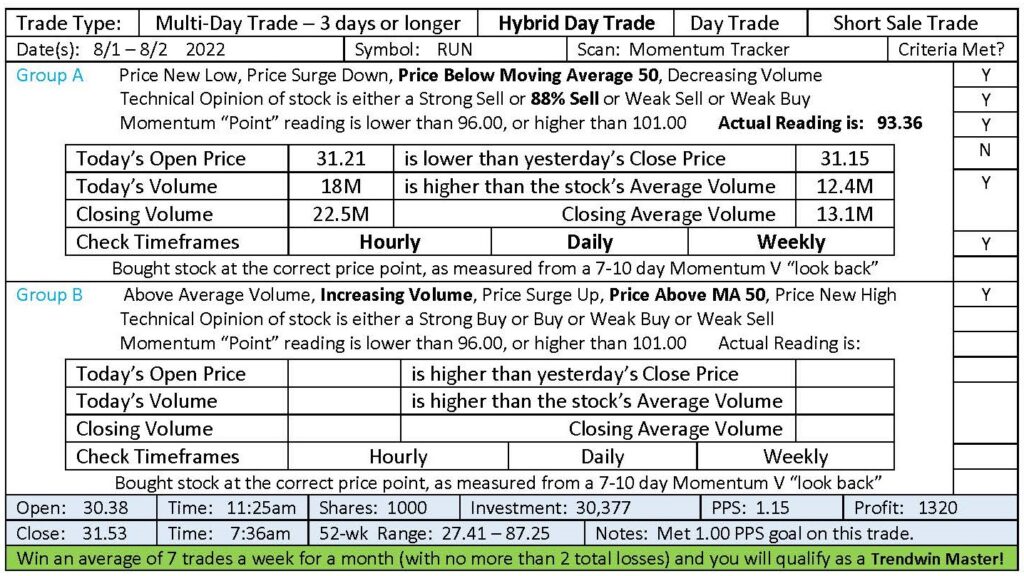 Trade Type: Multi-Day Trade – 3 days or longer Hybrid Day Trade Day Trade Short Sale Trade
Date(s): 8/1 – 8/2 2022 Symbol: RUN Scan: Momentum Tracker Criteria Met?
Group A Price New Low, Price Surge Down, Price Below Moving Average 50, Decreasing Volume Y
Technical Opinion of stock is either a Strong Sell or 88% Sell or Weak Sell or Weak Buy Y
Momentum “Point” reading is lower than 96.00, or higher than 101.00 Actual Reading is: 93.36 Y
Today’s Open Price 31.21 is lower than yesterday’s Close Price 31.15 N
Today’s Volume 18M is higher than the stock’s Average Volume 12.4M Y
Closing Volume 22.5M Closing Average Volume 13.1M
Check Timeframes Hourly Daily Weekly Y
Bought stock at the correct price point, as measured from a 7-10 day Momentum V “look back”
Group B Above Average Volume, Increasing Volume, Price Surge Up, Price Above MA 50, Price New High Y
Technical Opinion of stock is either a Strong Buy or Buy or Weak Buy or Weak Sell
Momentum “Point” reading is lower than 96.00, or higher than 101.00 Actual Reading is:
Today’s Open Price is higher than yesterday’s Close Price
Today’s Volume is higher than the stock’s Average Volume
Closing Volume Closing Average Volume
Check Timeframes Hourly Daily Weekly
Bought stock at the correct price point, as measured from a 7-10 day Momentum V “look back”
Open: 30.38 Time: 11:25am Shares: 1000 Investment: 30,377 PPS: 1.15 Profit: 1320
Close: 31.53 Time: 7:36am 52-wk Range: 27.41 – 87.25 Notes: Met 1.00 PPS goal on this trade.
Win an average of 7 trades a week for a month (with no more than 2 total losses) and you will qualify as a Trendwin Master!